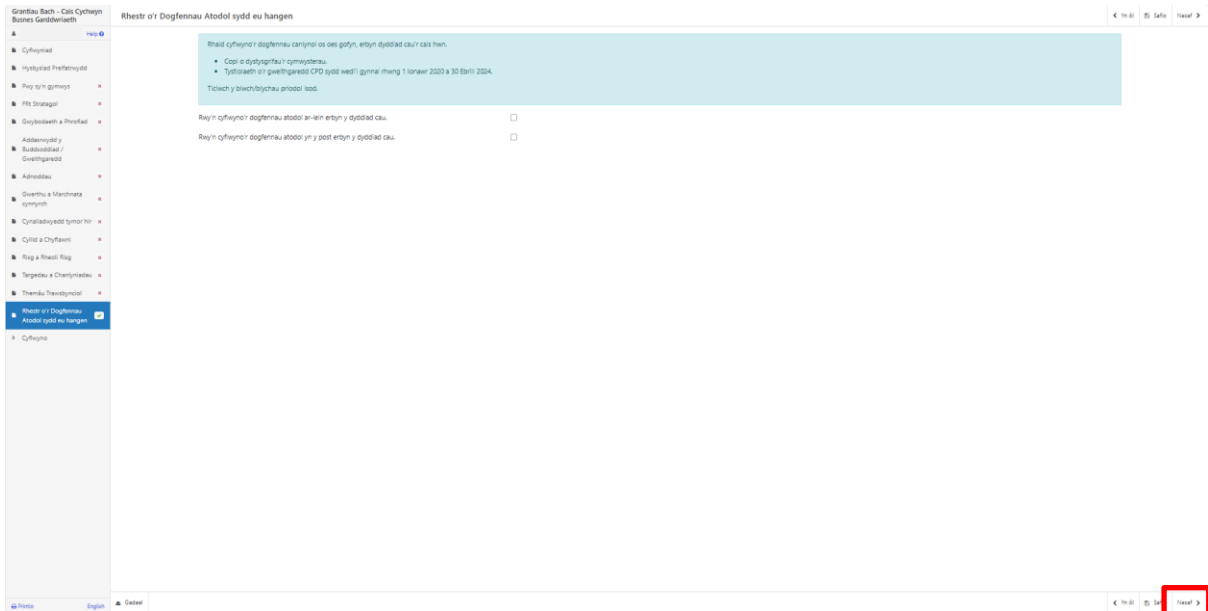 Grantiau Bach - Cais Cychwyn
Busnes Garddwriaeth
Help
Cyflwyniad
Hysbysiad Preifatrwydd
Pwy sy'n gymwys
Ffit Strategol
Gwybodaeth a Phrofiad
Addasrwydd y
Buddsoddiad /
Gweithgaredd
Adnoddau
Gwerthu a Marchnata
cynnyrch
Cynaliadwyedd tymor hir
Cyllid a Chyflawni
Risg a Rheoli Risg
Targedau a Chanlyniadau
Themâu Trawsbynciol
Rhestr o'r Dogfennau
Atodol sydd eu hangen
Cyflwyno
Printio
English
Rhestr o'r Dogfennau Atodol sydd eu hangen
Yn ôl Safio Nesaf
Rhaid cyflwyno'r dogfennau canlynol os oes gofyn, erbyn dyddiad cau'r cais hwn.
Copi o dystysgrifau'r cymwysterau.
Tystiolaeth o'r gweithgaredd CPD sydd wedi'i gynnal rhwng 1 Ionawr 2020 a 30 Ebrill 2024.
Ticiwch y blwch/blychau priodol isod.
Rwy'n cyflwyno'r dogfennau atodol ar-lein erbyn y dyddiad cau.
Rwy'n cyflwyno'r dogfennau atodol yn y post erbyn y dyddiad cau.
Gadael
Yn ôl Safio Nesaf